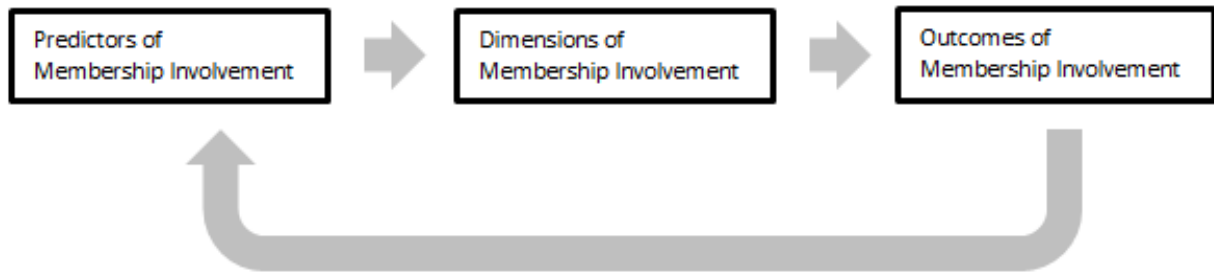 Predictors of
Membership Involvement
Dimensions of
Membership Involvement
Outcomes of
Membership Involvement